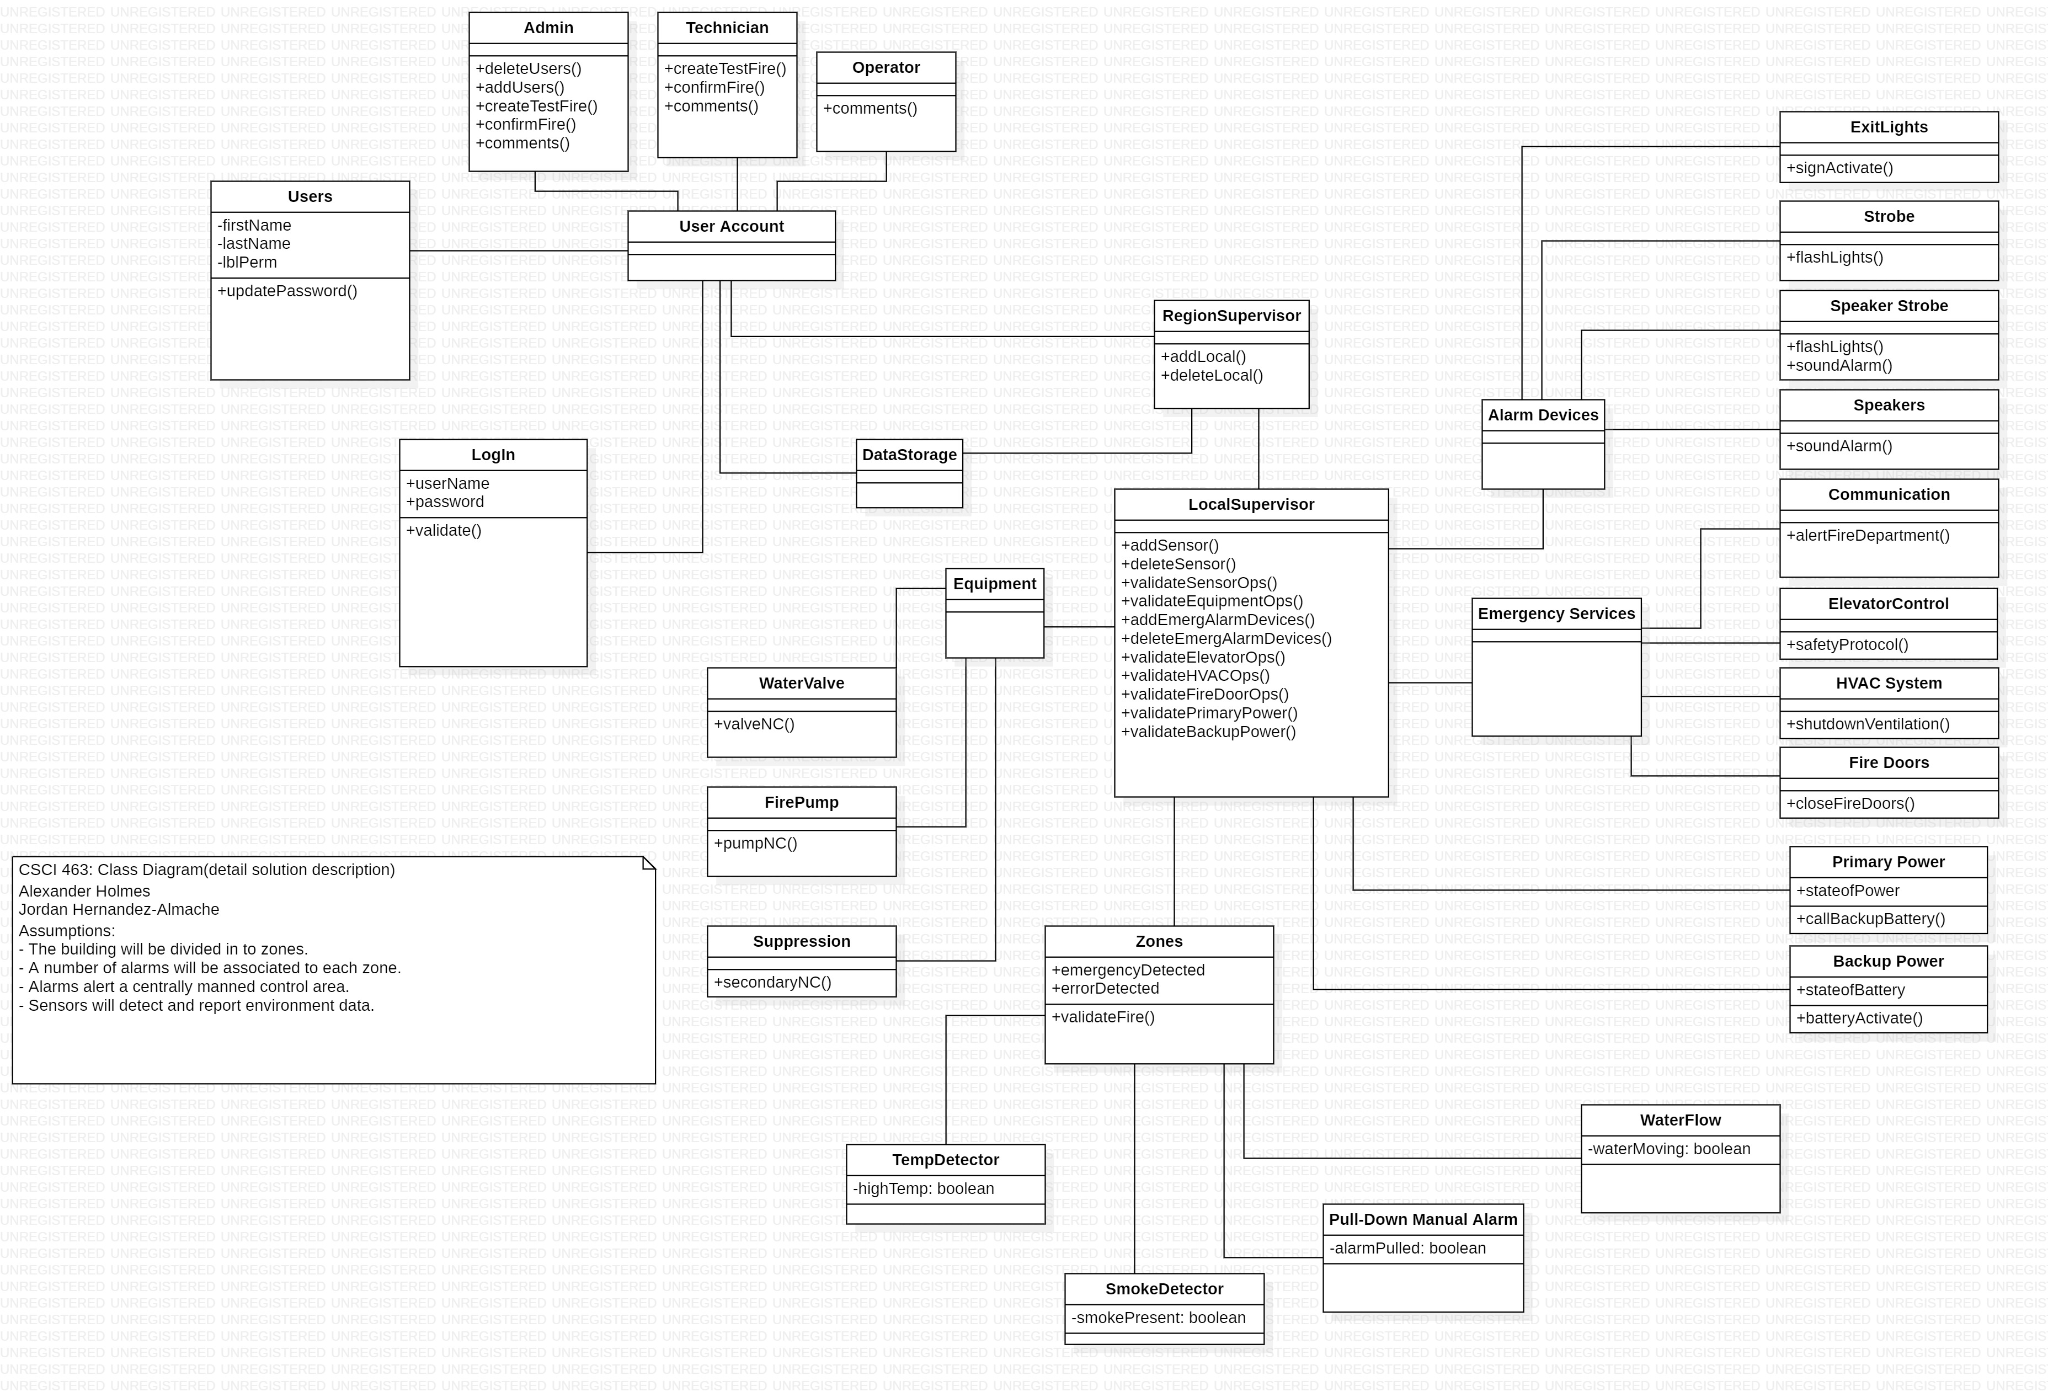 Admin
+deleteUsers()
+addUsers()
+createTestFire()
+confirmFire()
+comments()
Technician
+createTestFire()
+confirmFire()
+comments()
Operator
+comments()
Users
-firstName
-lastName
-lblPerm
+updatePassword()
User Account
RegionSupervisor
+addLocal()
+deleteLocal()
LogIn
+userName
+password
+validate()
DataStorage
LocalSupervisor
+addSensor()
+deleteSensor()
+validateSensorOps()
+validateEquipmentOps()
+addEmergAlarmDevices()
+deleteEmergAlarmDevices()
+validateElevatorOps()
+validateHVACOps()
+validateFireDoorOps()
+validatePrimaryPower()
+validateBackupPower()
Alarm Devices
ExitLights
+signActivate()
Strobe
+flashLights()
Speaker Strobe
+flashLights()
+soundAlarm()
Speakers
+soundAlarm()
Emergency Services
Communication
+alertFireDepartment()
ElevatorControl
+safetyProtocol()
HVAC System
+shutdownVentilation()
Fire Doors
+closeFireDoors()
Primary Power
+stateofPower
+callBackupBattery()
Backup Power
+stateofBattery
+batteryActivate()
Equipment
WaterValve
+valveNC()
FirePump
+pumpNC()
Suppression
+secondaryNC()
CSCI 463: Class Diagram(detail solution description)
Alexander Holmes
Jordan Hernandez-Almache
Assumptions:
- The building will be divided in to zones.
- A number of alarms will be associated to each zone.
- Alarms alert a centrally manned control area.
- Sensors will detect and report environment data.
Zones
+emergencyDetected
+errorDetected
+validateFire()
TempDetector
-highTemp: boolean
SmokeDetector
-smokePresent: boolean
Pull-Down Manual Alarm
-alarmPulled: boolean
WaterFlow
-waterMoving: boolean
UNREGISTERED